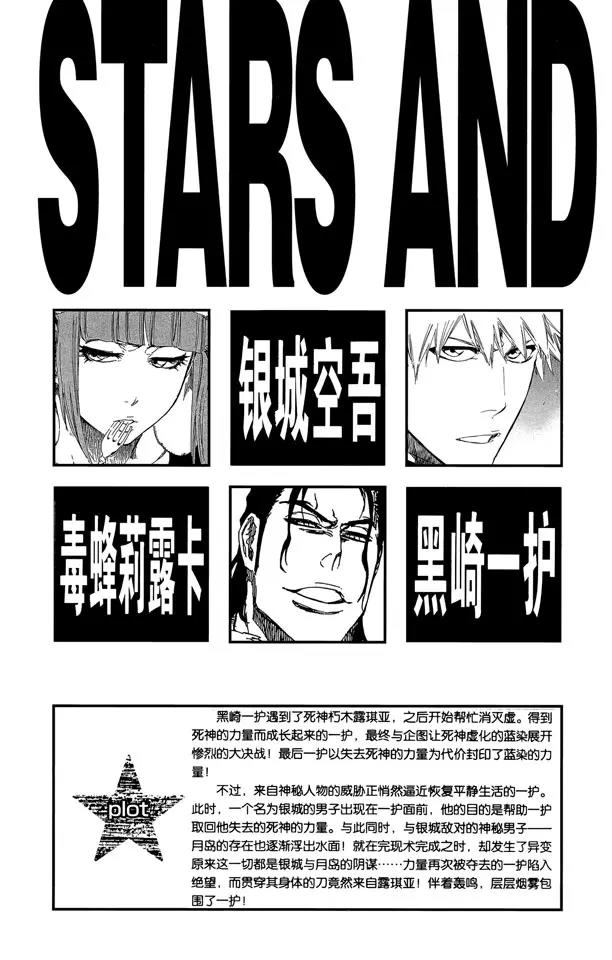 STARS AND
银城空吾
毒蜂莉露卡
黑崎一护
plot
黑崎一护遇到了死神朽木露琪亚，之后开始帮忙消灭虚。得到
死神的力量而成长起来的一护，最终与企图让死神虚化的蓝染展开
惨烈的大决战！最后一护以失去死神的力量为代价封印了蓝染的力
量！
不过，来自神秘人物的威胁正悄然逼近恢复平静生活的一护。
此时，一个名为银城的男子出现在一护面前，他的目的是帮助一护
取回他失去的死神的力量。与此同时，与银城敌对的神秘男子——
月岛的存在也逐渐浮出水面！就在完现术完成之时，却发生了异变
原来这一切都是银城与月岛的阴谋……力量再次被夺去的一护陷入
绝望，而贯穿其身体的刀竟然来自露琪亚！伴着轰鸣，层层烟雾包
围了一护！